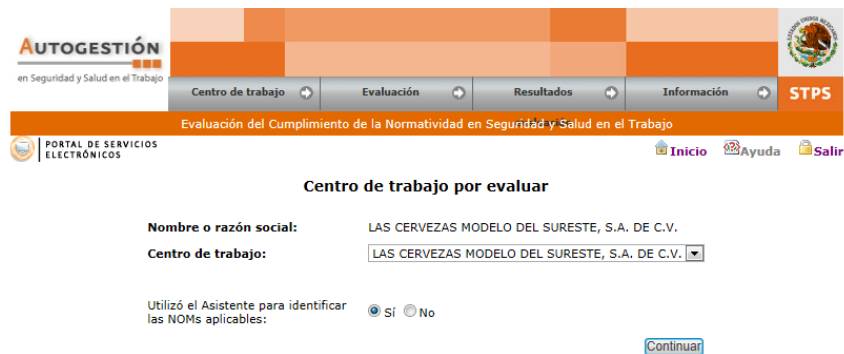 AUTOGESTIÓN
en Seguridad y Salud en el Trabajo
Centro de trabajo
Evaluación
Resultados
Información
STPS
Evaluación del Cumplimiento de la Normatividad en Seguridad y Salud en el Trabajo
PORTAL DE SERVICIOS
ELECTRÓNICOS
Inicio
Ayuda
Salir
Centro de trabajo por evaluar
Nombre o razón social:
LAS CERVEZAS MODELO DEL SURESTE, S.A. DE C.V.
Centro de trabajo:
LAS CERVEZAS MODELO DEL SURESTE, S.A. DE C.V.
Utilizó el Asistente para identificar
las NOMs aplicables:
Sí No
Continuar